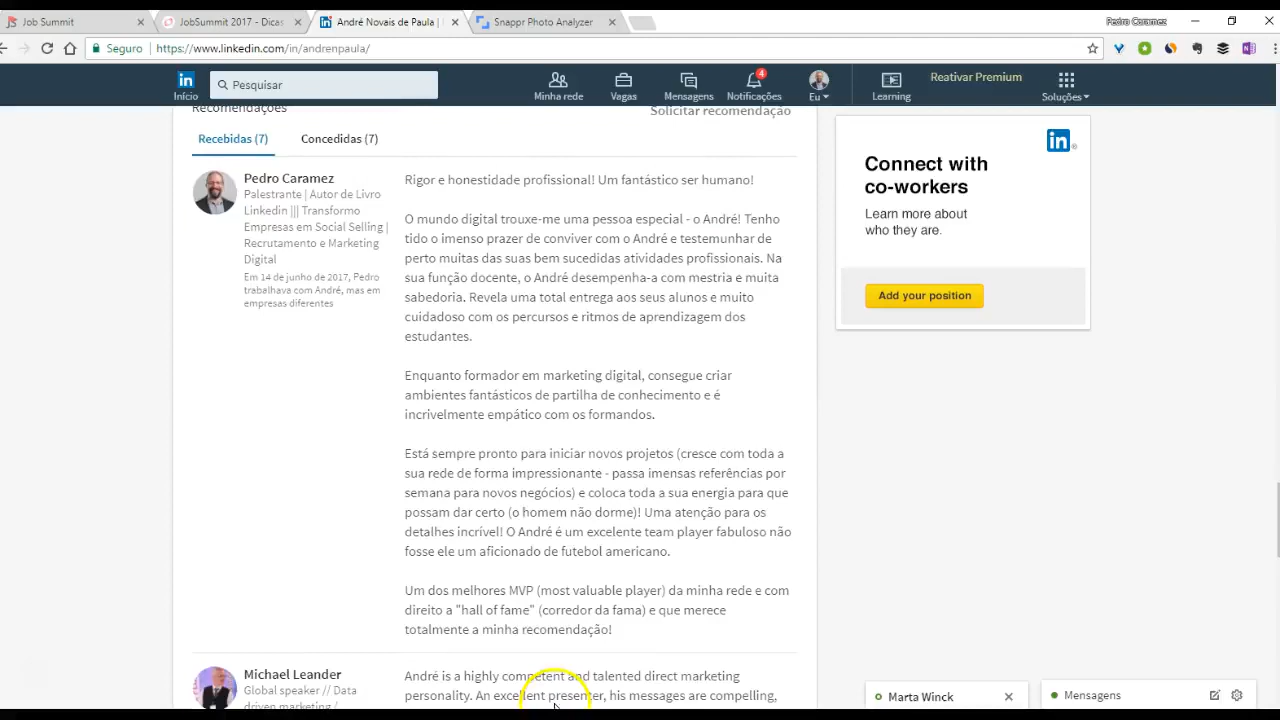 Job Summit
JobSummit 2017 - Dicas
André Novais de Paula |
Snappr Photo Analyzer
Pedro Caramez
Seguro
https://www.linkedin.com/in/andrenpaula/
in
Início
Pesquisar
Minha rede
Vagas
Mensagens
4
Notificações
Eu
Learning
Reativar Premium
Soluções
Recomendações
Solicitar recomendação
Recebidas (7)
Concedidas (7)
Pedro Caramez
Palestrante | Autor de Livro
Linkedin ||| Transformo
Empresas em Social Selling |
Recrutamento e Marketing
Digital
Em 14 de junho de 2017, Pedro
trabalhava com André, mas em
empresas diferentes
Rigor e honestidade profissional! Um fantástico ser humano!
O mundo digital trouxe-me uma pessoa especial - o André! Tenho
tido o imenso prazer de conviver com o André e testemunhar de
perto muitas das suas bem sucedidas atividades profissionais. Na
sua função docente, o André desempenha-a com mestria e muita
sabedoria. Revela uma total entrega aos seus alunos e muito
cuidadoso com os percursos e ritmos de aprendizagem dos
estudantes.
Enquanto formador em marketing digital, consegue criar
ambientes fantásticos de partilha de conhecimento e é
incrivelmente empático com os formandos.
Está sempre pronto para iniciar novos projetos (cresce com toda a
sua rede de forma impressionante - passa imensas referências por
semana para novos negócios) e coloca toda a sua energia para que
possam dar certo (o homem não dorme)! Uma atenção para os
detalhes incrível! O André é um excelente team player fabuloso não
fosse ele um aficionado de futebol americano.
Um dos melhores MVP (most valuable player) da minha rede e com
direito a "hall of fame" (corredor da fama) e que merece
totalmente a minha recomendação!
Michael Leander
Global speaker // Data
driven marketing /
André is a highly competent and talented direct marketing
personality. An excellent presenter, his messages are compelling,
in
Connect with
co-workers
Learn more about
who they are.
Add your position
Marta Winck
Mensagens